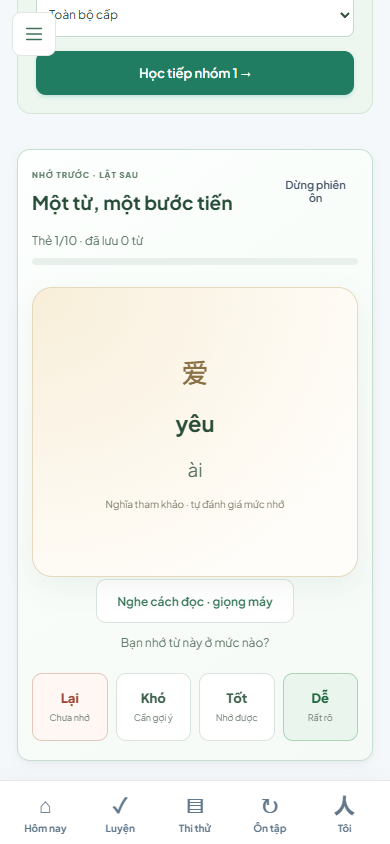 Toàn bộ cấp
Học tiếp nhóm 1 →
NHỚ TRƯỚC · LẬT SAU
Một từ, một bước tiến
Dừng phiên
ôn
Thẻ 1/10 · đã lưu 0 từ
爱
yêu
ài
Nghĩa tham khảo · tự đánh giá mức nhớ
Nghe cách đọc · giọng máy
Bạn nhớ từ này ở mức nào?
Lại
Chưa nhớ
Khó
Cần gợi ý
Tốt
Nhớ được
Dễ
Rất rõ
Hôm nay
Luyện
Thi thử
Ôn tập
人
Tôi